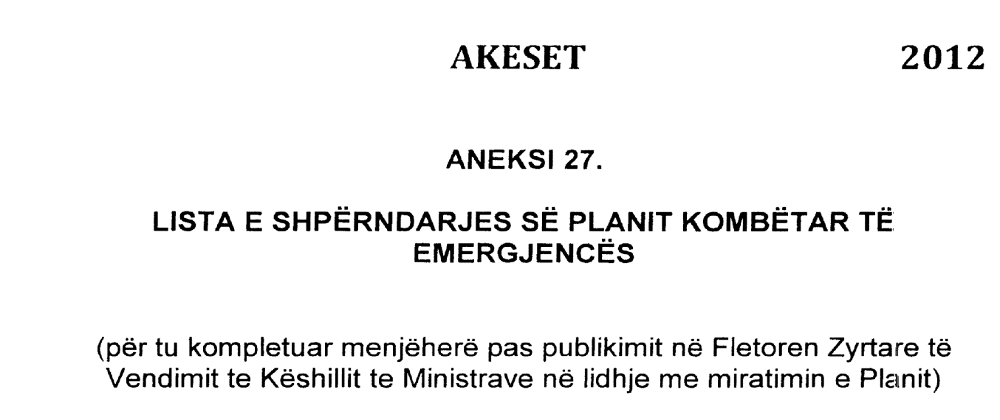 AKESET 2012
ANEKSI 27.
LISTA E SHPËRNDARJES SË PLANIT KOMBËTAR TË
EMERGJENCËS
(për tu kompletuar menjëherë pas publikimit në Fletoren Zyrtare të
Vendimit te Këshillit te Ministrave në lidhje me miratimin e Planit)